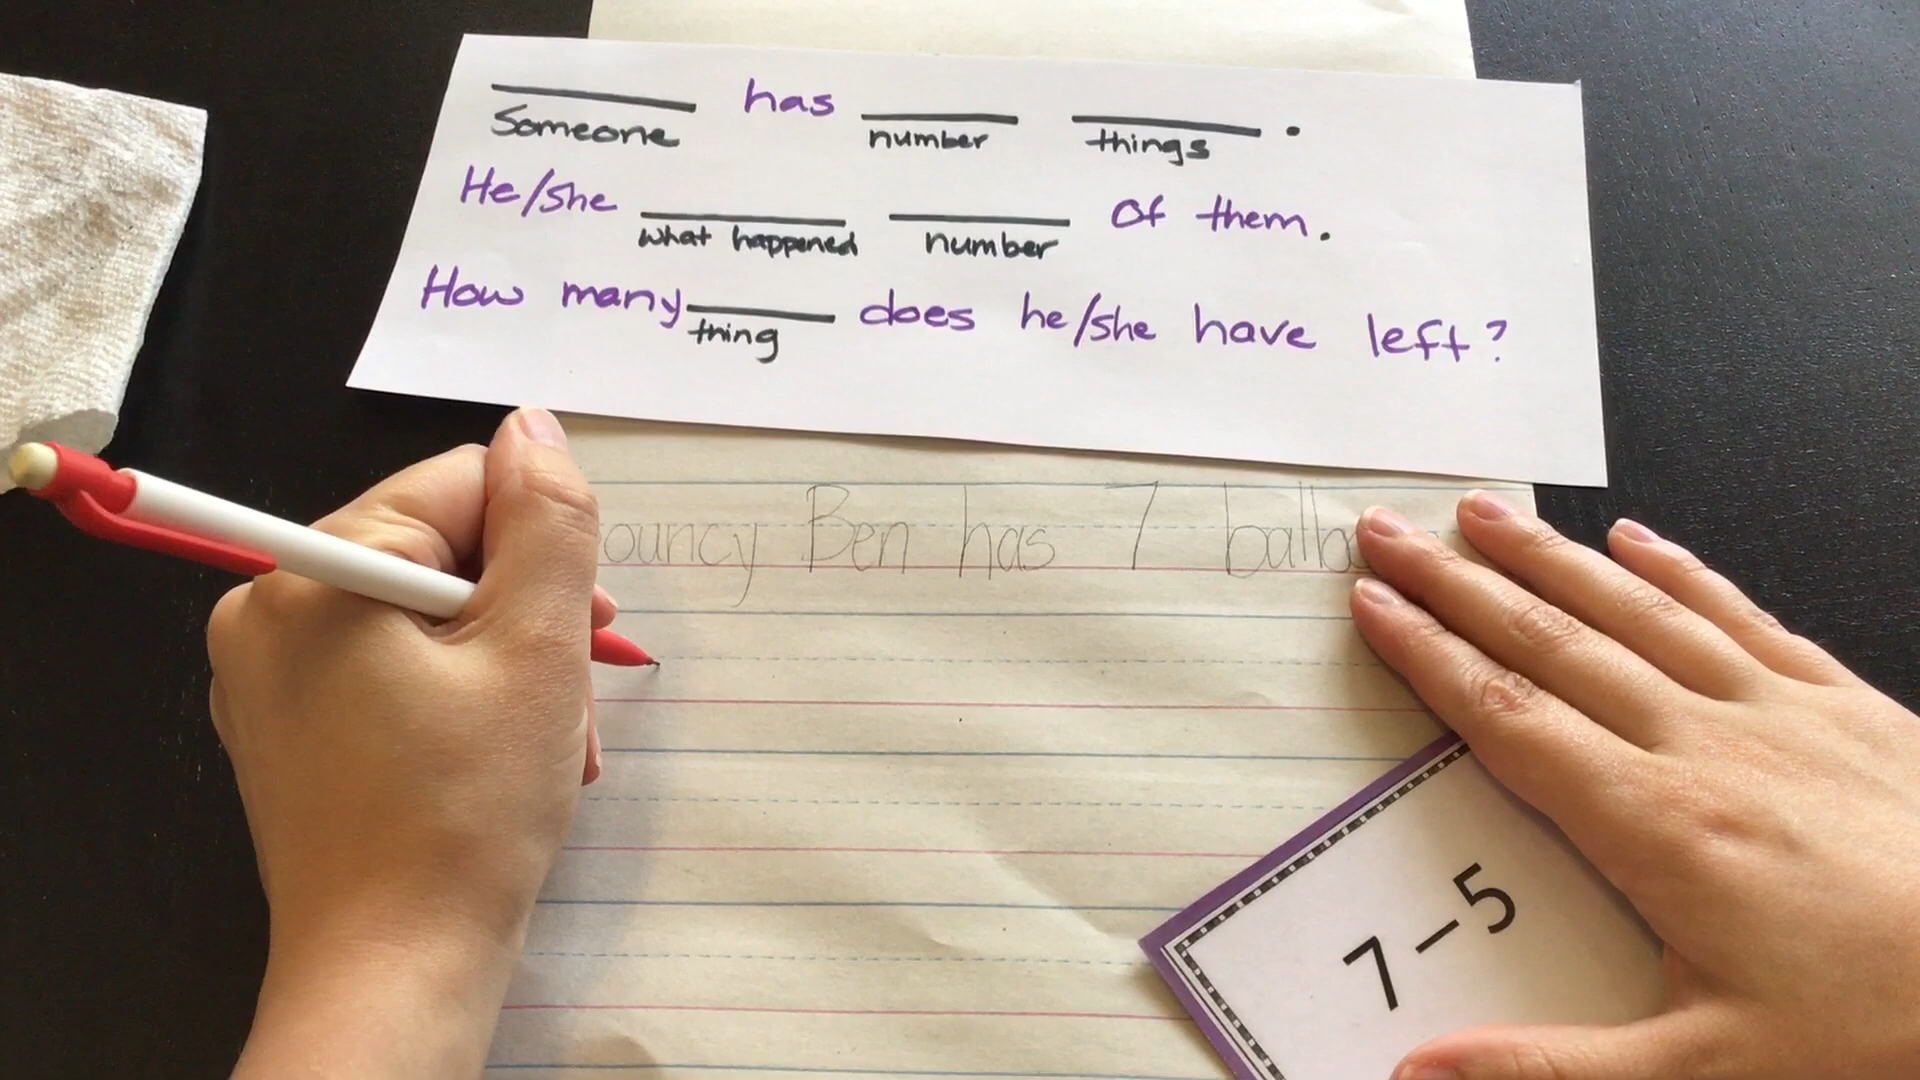 has .
Someone number things
He/she of them.
what happened number
How many does he/she have left?
thing
Ben has 7
7-5